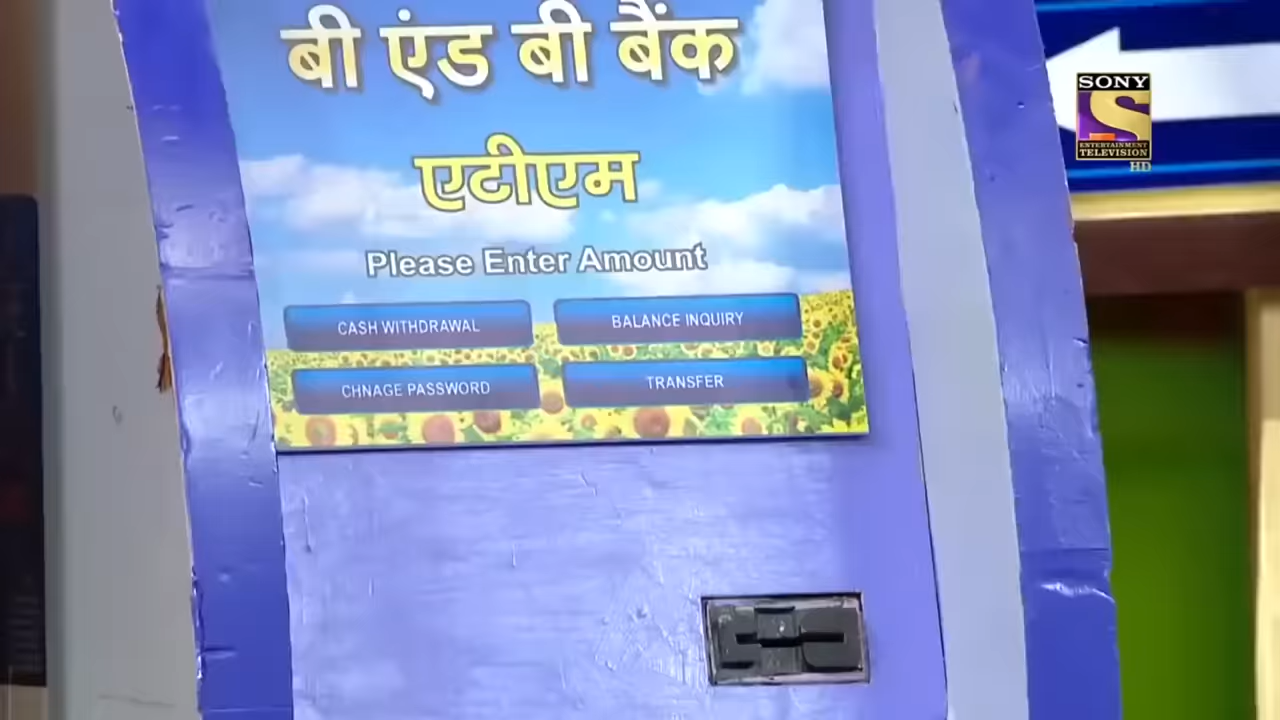 बी एंड बी बैंक
एटीएम
Please Enter Amount
CASH WITHDRAWAL
BALANCE INQUIRY
CHNAGE PASSWORD
TRANSFER
SONY
S
ENTERTAINMENT
TELEVISION
HD